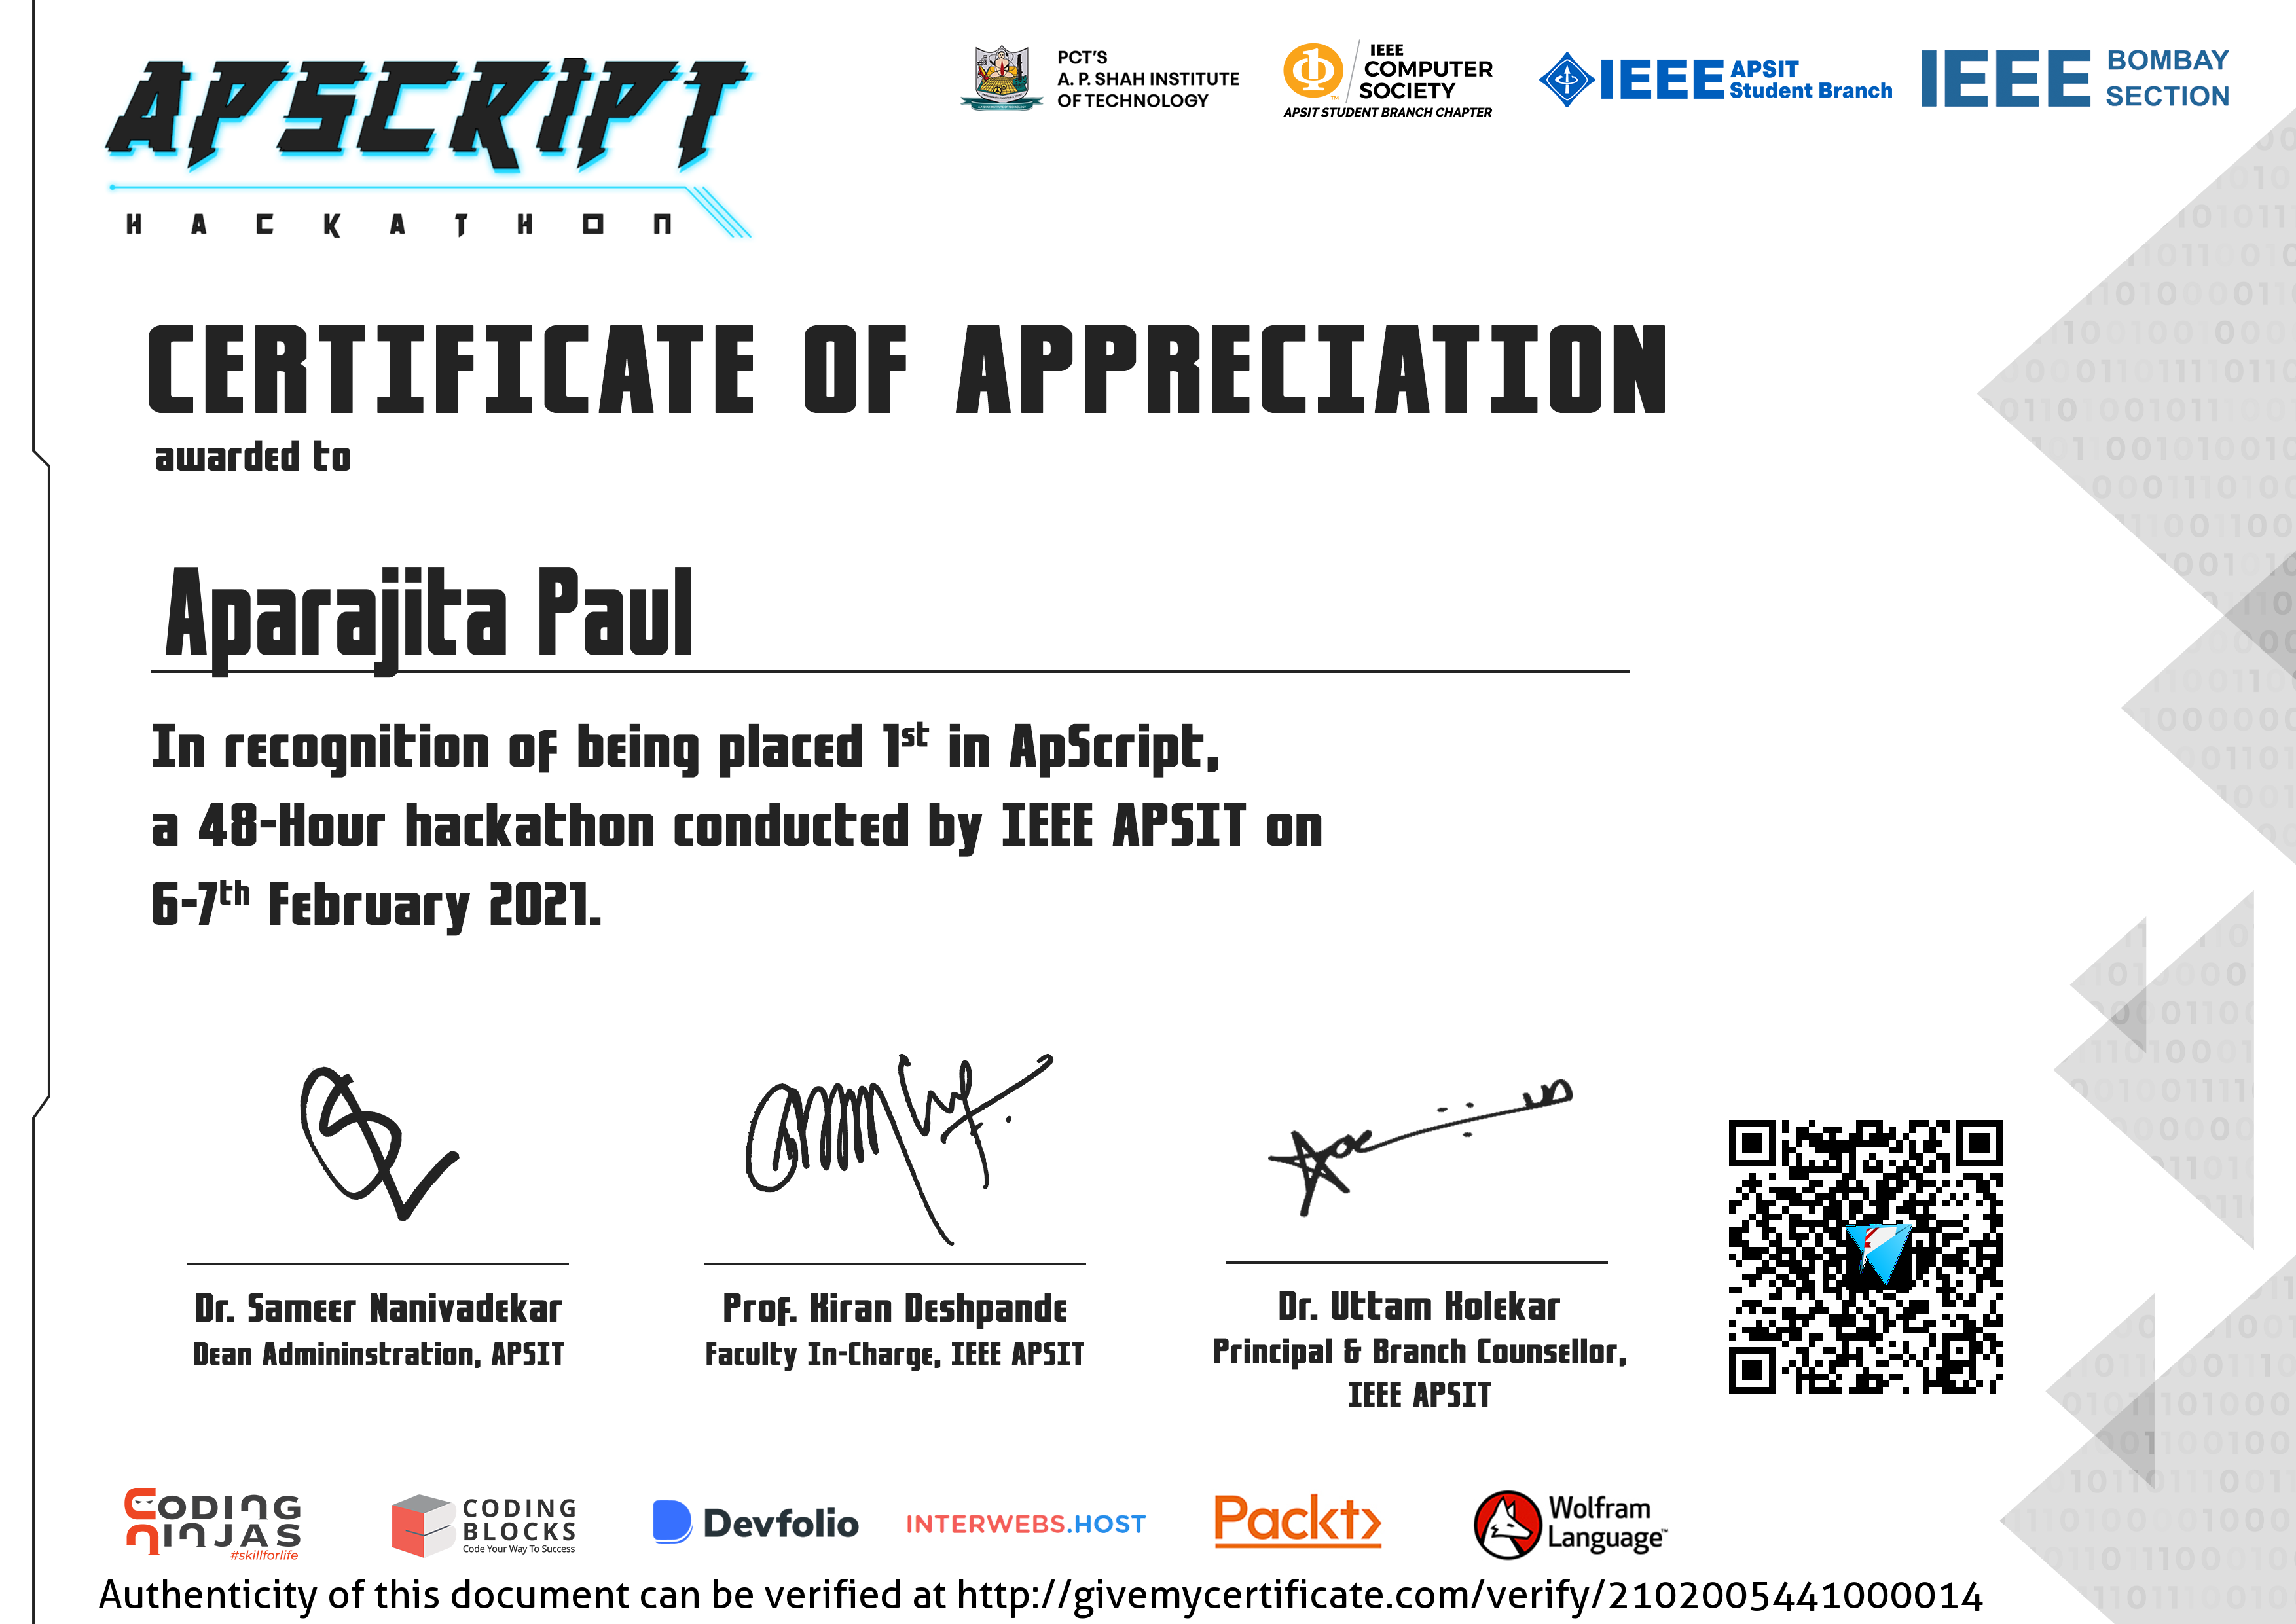 APSCRIPT
HACKATHON
PCT'S
A. P. SHAH INSTITUTE
OF TECHNOLOGY
IEEE
COMPUTER
SOCIETY
APSIT STUDENT BRANCH CHAPTER
IEEE APSIT
Student Branch
IEEE BOMBAY
SECTION
CERTIFICATE OF APPRECIATION
awarded to
Aparajita Paul
In recognition of being placed 1st in ApScript,
a 48-Hour hackathon conducted by IEEE APSIT on
6-7th February 2021.
Dr. Sameer Nanivadekar
Dean Admininstration, APSIT
Prof. Kiran Deshpande
Faculty In-Charge, IEEE APSIT
Dr. Uttam Kolekar
Principal & Branch Counsellor,
IEEE APSIT
CODING
NINJAS
#skillforlife
CODING
BLOCKS
Code Your Way To Success
Devfolio
INTERWEBS.HOST
Packt>
Wolfram
Language™
Authenticity of this document can be verified at http://givemycertificate.com/verify/2102005441000014